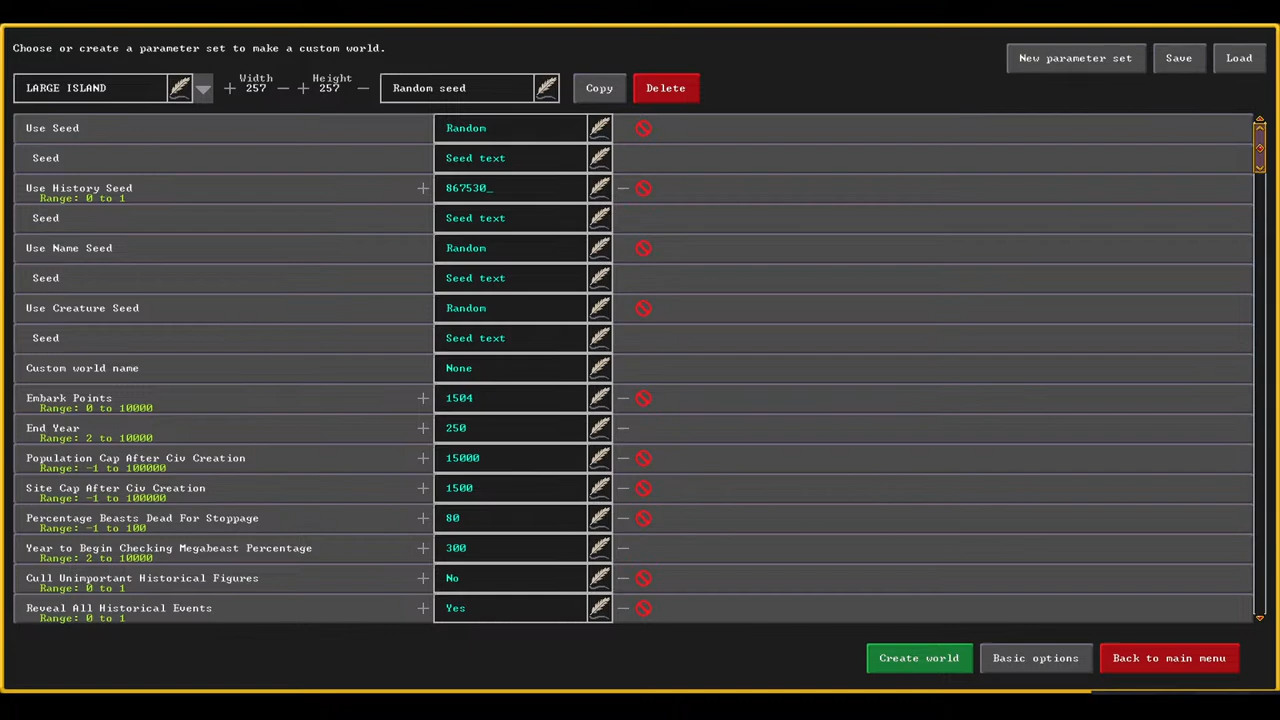 Choose or create a parameter set to make a custom world.
New parameter set Save Load
LARGE ISLAND + Width 257 − + Height 257 − Random seed Copy Delete
Use Seed Random
Seed Seed text
Use History Seed + 867530_ −
Range: 0 to 1
Seed Seed text
Use Name Seed Random
Seed Seed text
Use Creature Seed Random
Seed Seed text
Custom world name None
Embark Points + 1504 −
Range: 0 to 10000
End Year + 250 −
Range: 2 to 10000
Population Cap After Civ Creation + 15000 −
Range: -1 to 100000
Site Cap After Civ Creation + 1500 −
Range: -1 to 100000
Percentage Beasts Dead For Stoppage + 80 −
Range: -1 to 100
Year to Begin Checking Megabeast Percentage + 300 −
Range: 2 to 10000
Cull Unimportant Historical Figures + No −
Range: 0 to 1
Reveal All Historical Events + Yes −
Range: 0 to 1
Create world Basic options Back to main menu